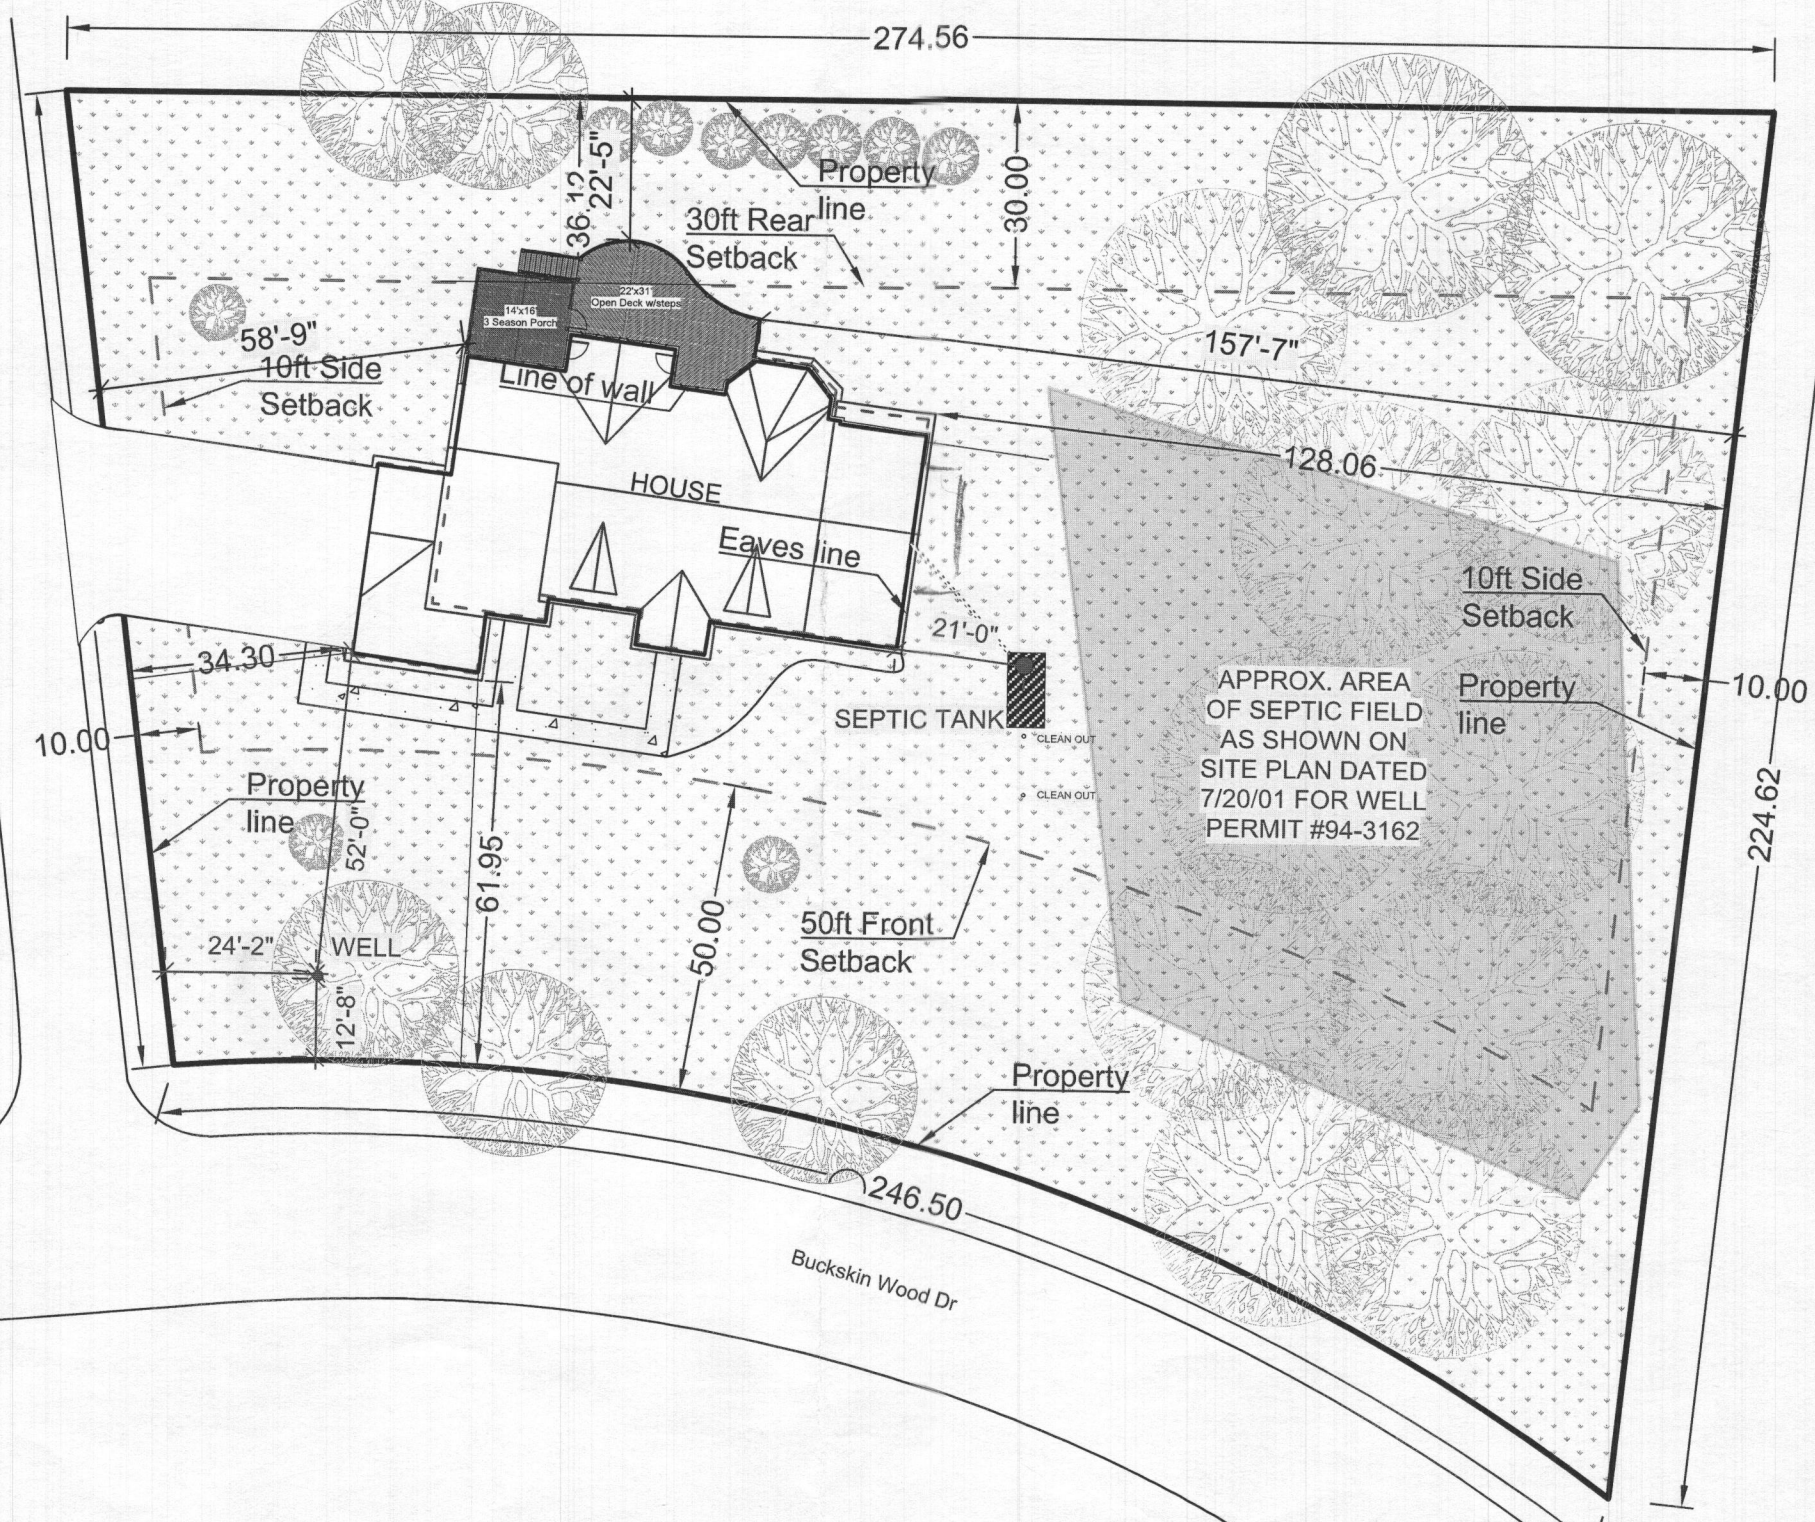 274.56
36.12
22'-5"
Property
line
30.00
30ft Rear
Setback
22'x31'
Open Deck w/steps
14'x16'
3 Season Porch
58'-9"
10ft Side
Setback
157'-7"
Line of wall
128.06
HOUSE
Eaves line
10ft Side
Setback
21'-0"
34.30
SEPTIC TANK
CLEAN OUT
CLEAN OUT
APPROX. AREA
OF SEPTIC FIELD
AS SHOWN ON
SITE PLAN DATED
7/20/01 FOR WELL
PERMIT #94-3162
Property
line
10.00
10.00
Property
line
52'-0"
61.95
224.62
50.00
50ft Front
Setback
24'-2"
WELL
12'-8"
Property
line
246.50
Buckskin Wood Dr